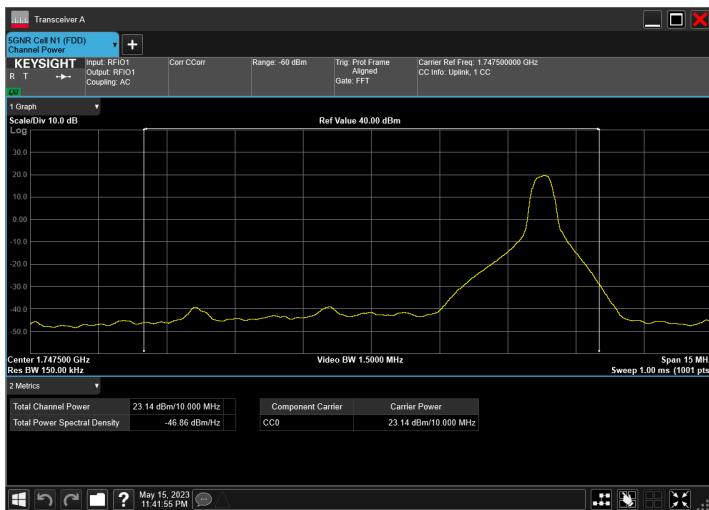 Transceiver A
5GNR Cell N1 (FDD)
Channel Power
KEYSIGHT
R T
LXI
Input: RFIO1
Output: RFIO1
Coupling: AC
Corr CCorr
Range: -60 dBm
Trig: Prot Frame
Aligned
Gate: FFT
Carrier Ref Freq: 1.747500000 GHz
CC Info: Uplink, 1 CC
1 Graph
Scale/Div 10.0 dB
Ref Value 40.00 dBm
Log
30.0
20.0
10.0
0.00
-10.0
-20.0
-30.0
-40.0
-50.0
Center 1.747500 GHz
Video BW 1.5000 MHz
Span 15 MH
Res BW 150.00 kHz
Sweep 1.00 ms (1001 pts
2 Metrics
Total Channel Power 23.14 dBm/10.000 MHz
Total Power Spectral Density -46.86 dBm/Hz
Component Carrier Carrier Power
CC0 23.14 dBm/10.000 MHz
?
May 15, 2023
11:41:55 PM